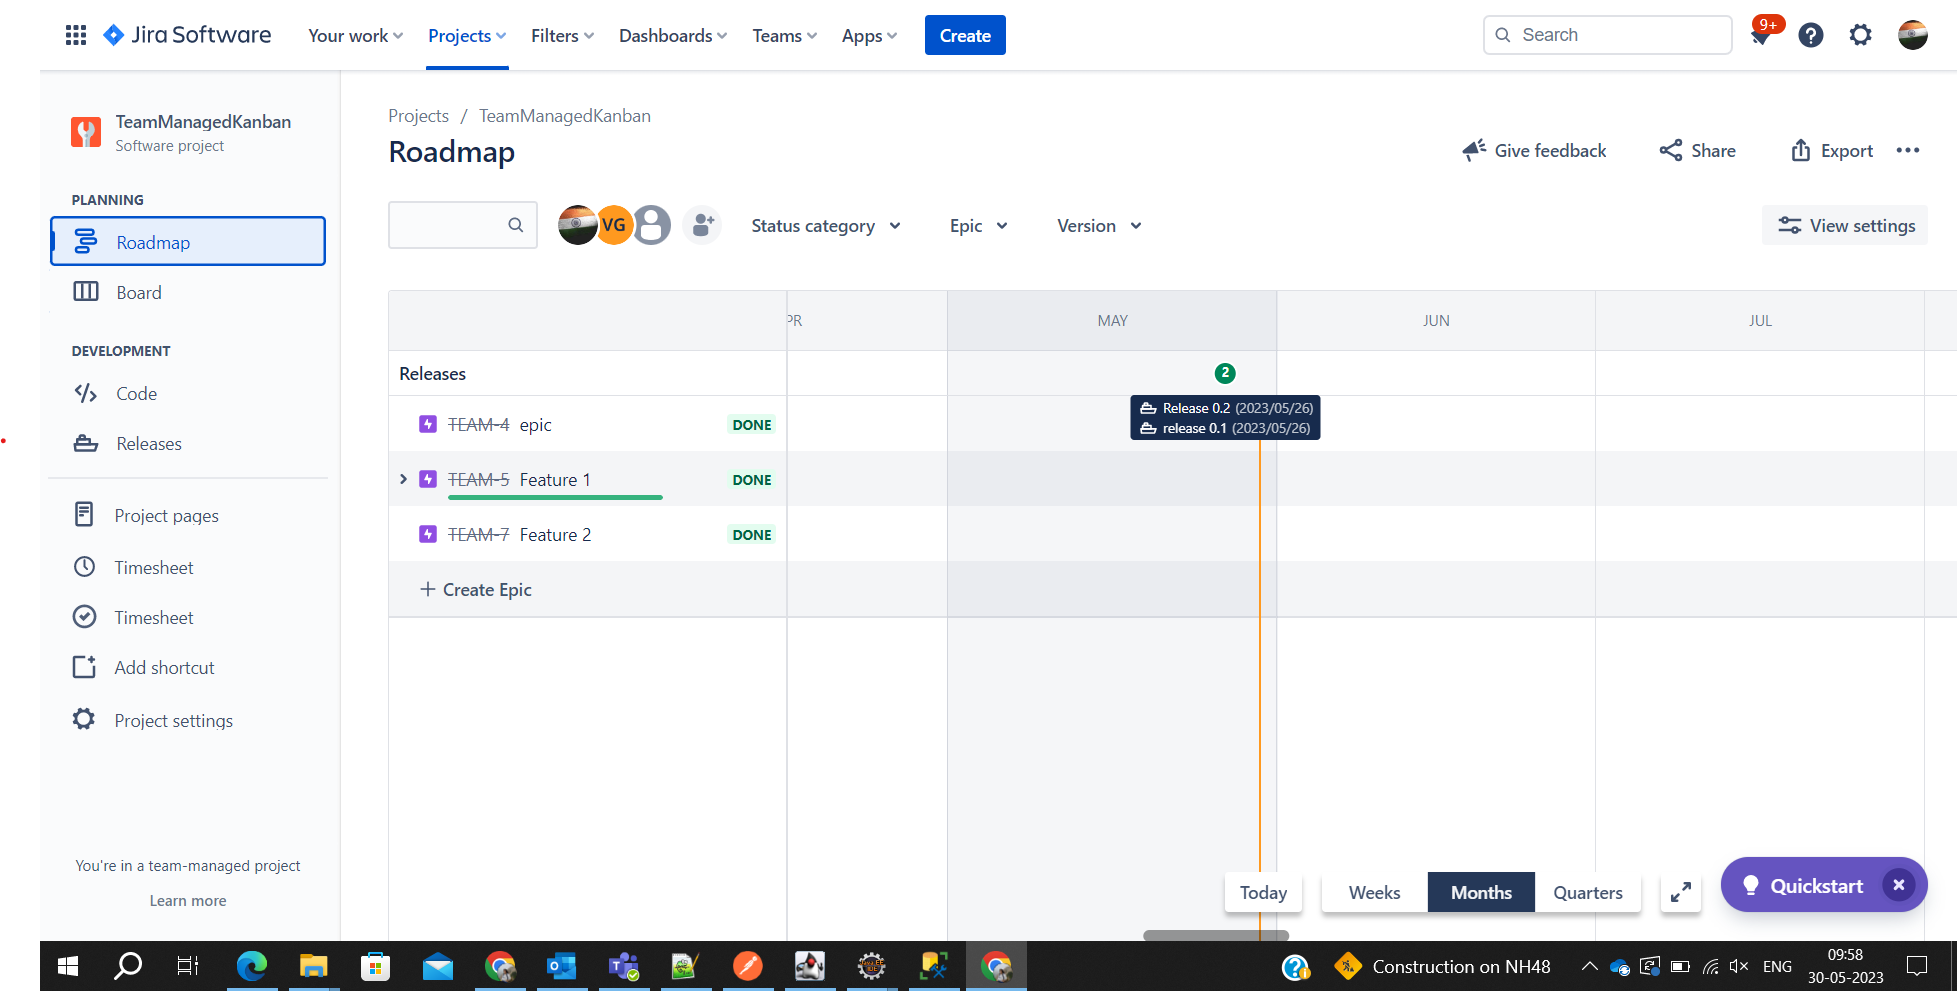 Jira Software
Your work
Projects
Filters
Dashboards
Teams
Apps
Create
Search
9+
TeamManagedKanban
Software project
PLANNING
Roadmap
Board
DEVELOPMENT
Code
Releases
Project pages
Timesheet
Timesheet
Add shortcut
Project settings
You're in a team-managed project
Learn more
Projects / TeamManagedKanban
Roadmap
Give feedback
Share
Export
VG
Status category
Epic
Version
View settings
PR
MAY
JUN
JUL
Releases
2
Release 0.2 (2023/05/26)
release 0.1 (2023/05/26)
TEAM-4 epic DONE
TEAM-5 Feature 1 DONE
TEAM-7 Feature 2 DONE
+ Create Epic
Today
Weeks
Months
Quarters
Quickstart
Construction on NH48
ENG
09:58
30-05-2023